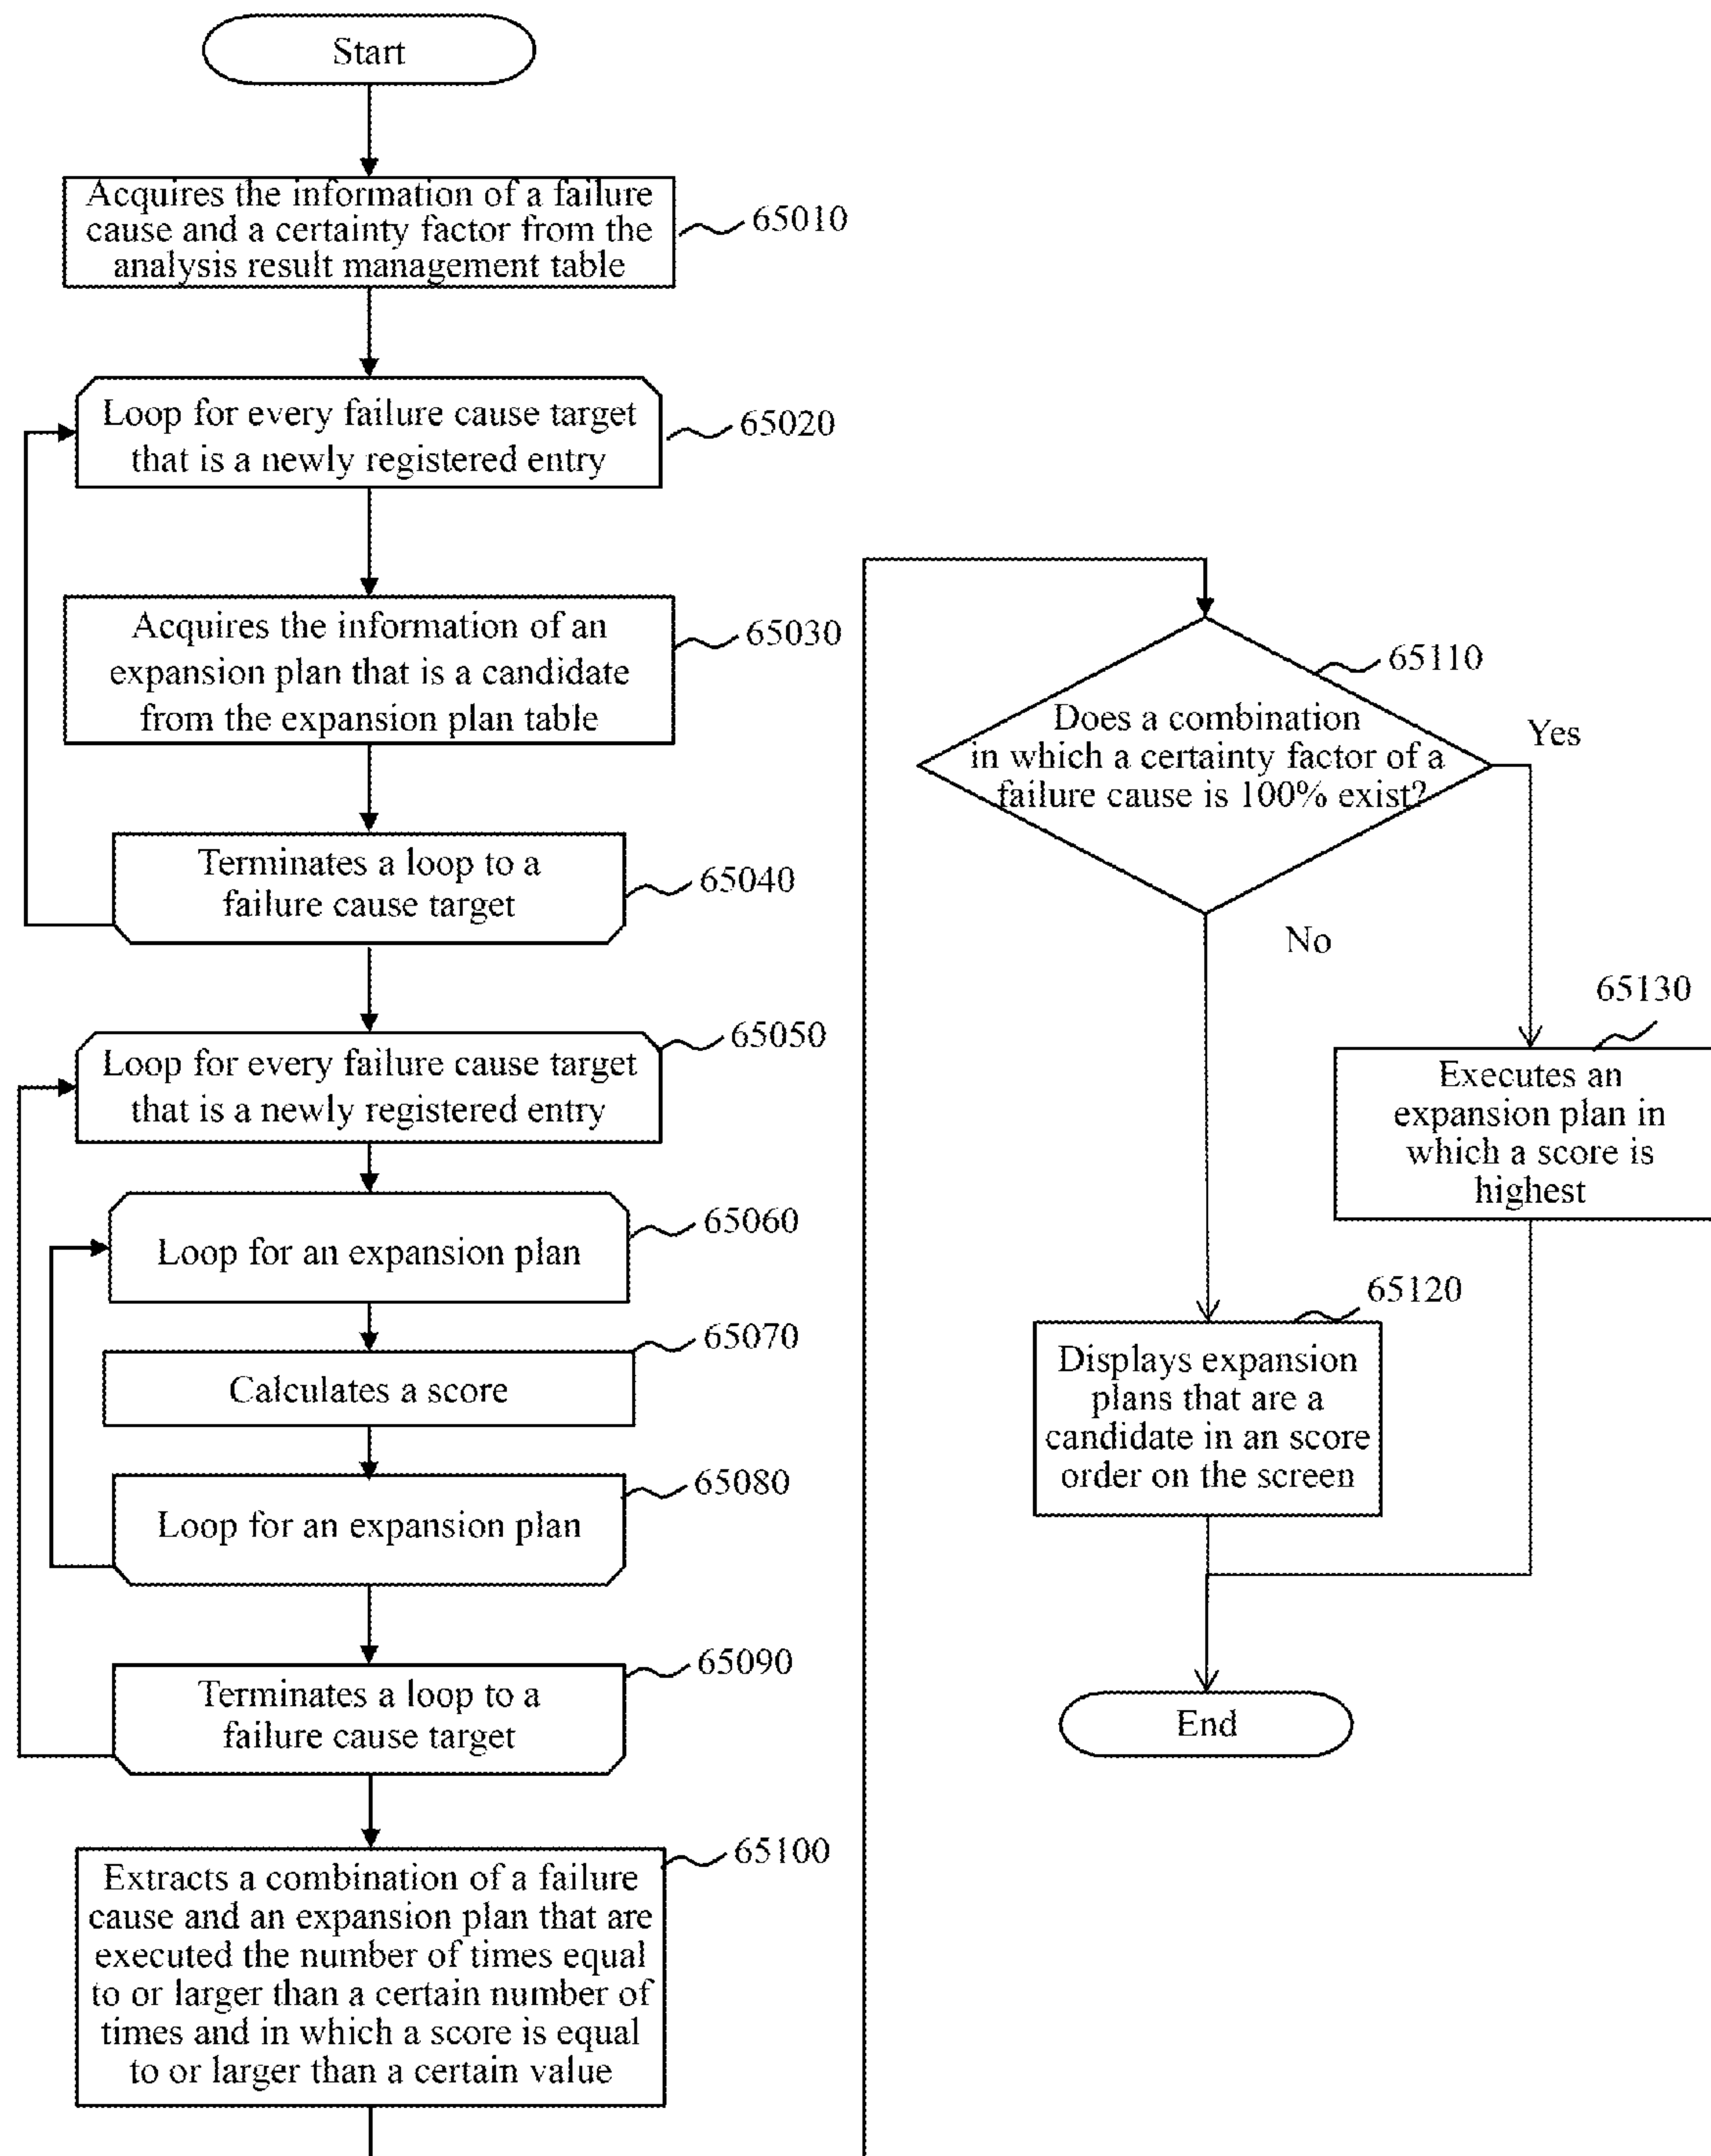 Start
Acquires the information of a failure
cause and a certainty factor from the
analysis result management table
65010
Loop for every failure cause target
that is a newly registered entry
65020
Acquires the information of an
expansion plan that is a candidate
from the expansion plan table
65030
Terminates a loop to a
failure cause target
65040
Loop for every failure cause target
that is a newly registered entry
65050
Loop for an expansion plan
65060
Calculates a score
65070
Loop for an expansion plan
65080
Terminates a loop to a
failure cause target
65090
Extracts a combination of a failure
cause and an expansion plan that are
executed the number of times equal
to or larger than a certain number of
times and in which a score is equal
to or larger than a certain value
65100
Does a combination
in which a certainty factor of a
failure cause is 100% exist?
65110
Yes
No
65130
Executes an
expansion plan in
which a score is
highest
65120
Displays expansion
plans that are a
candidate in an score
order on the screen
End